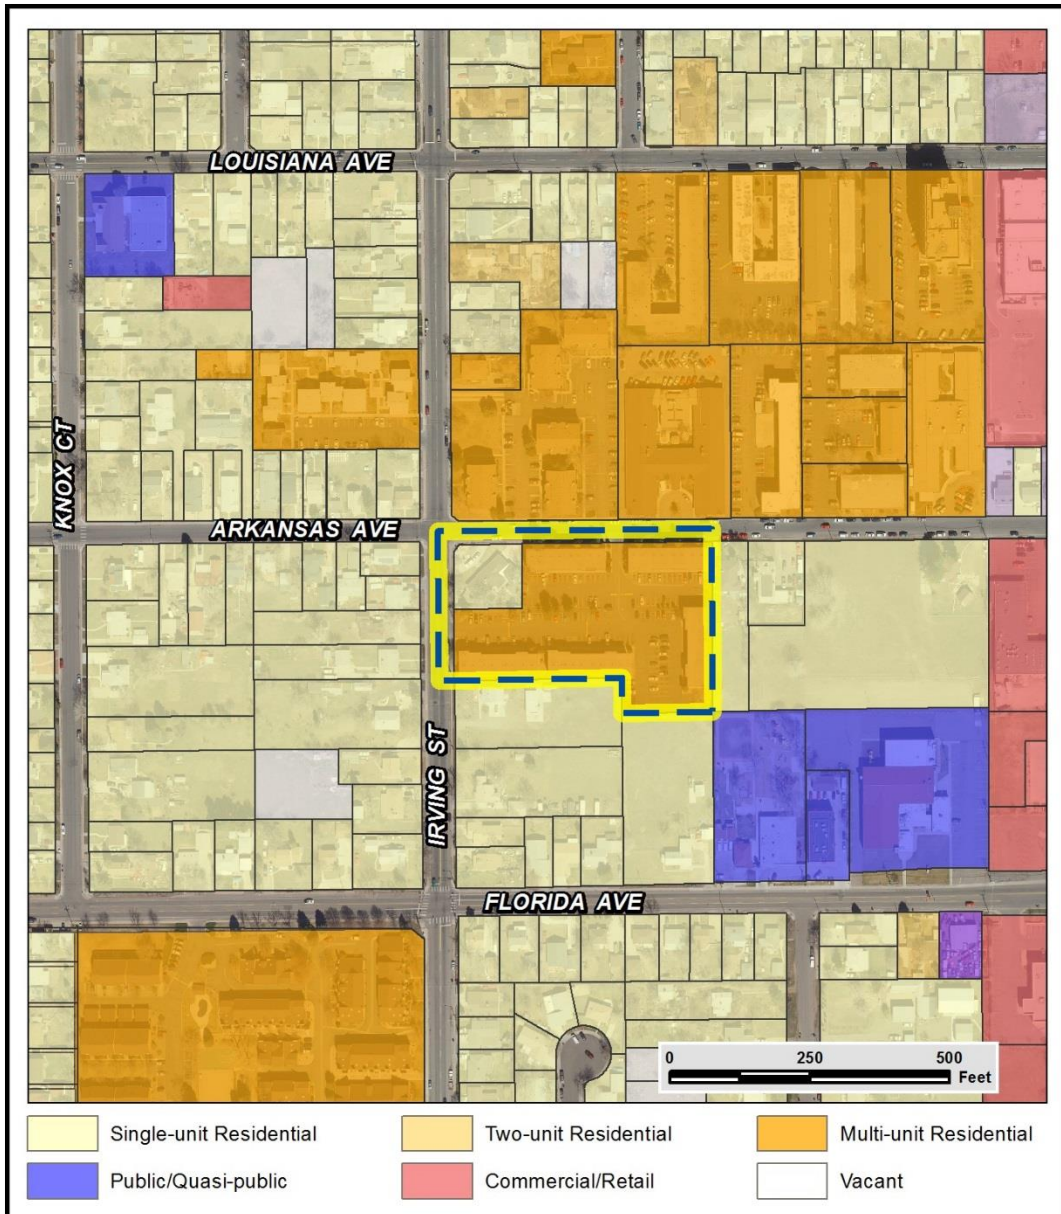 LOUISIANA AVE
KNOX CT
ARKANSAS AVE
IRVING ST
FLORIDA AVE
0 250 500
Feet
Single-unit Residential Two-unit Residential Multi-unit Residential
Public/Quasi-public Commercial/Retail Vacant